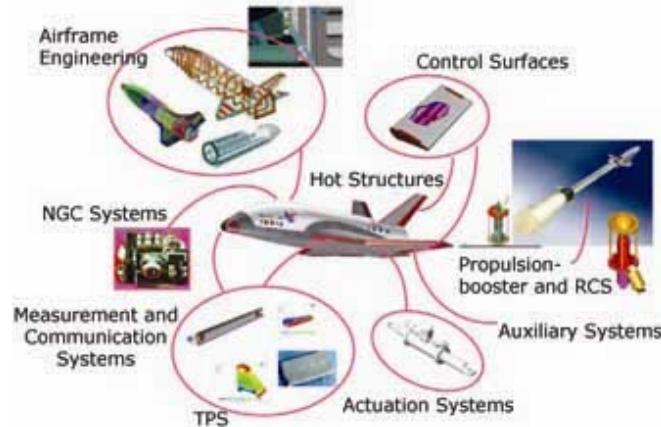 Airframe
Engineering
Control Surfaces
Hot Structures
NGC Systems
Propulsion-
booster and RCS
Measurement and
Communication
Systems
Auxiliary Systems
Actuation Systems
TPS